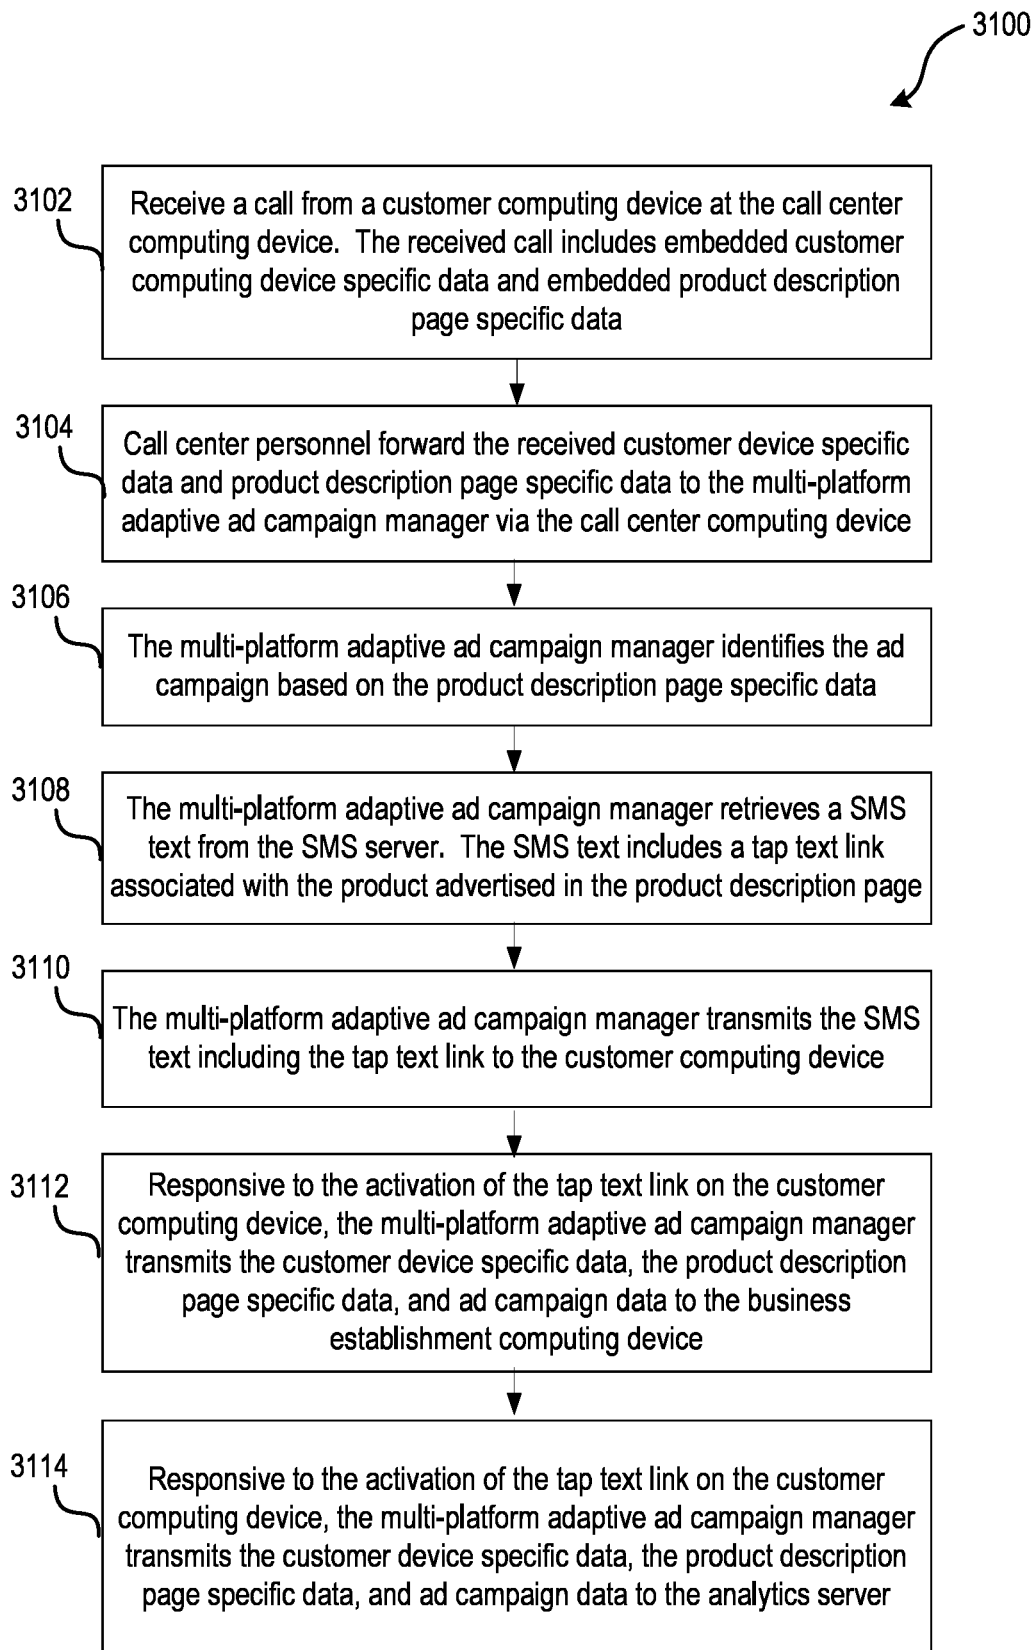 3100
3102
Receive a call from a customer computing device at the call center
computing device. The received call includes embedded customer
computing device specific data and embedded product description
page specific data
3104
Call center personnel forward the received customer device specific
data and product description page specific data to the multi-platform
adaptive ad campaign manager via the call center computing device
3106
The multi-platform adaptive ad campaign manager identifies the ad
campaign based on the product description page specific data
3108
The multi-platform adaptive ad campaign manager retrieves a SMS
text from the SMS server. The SMS text includes a tap text link
associated with the product advertised in the product description page
3110
The multi-platform adaptive ad campaign manager transmits the SMS
text including the tap text link to the customer computing device
3112
Responsive to the activation of the tap text link on the customer
computing device, the multi-platform adaptive ad campaign manager
transmits the customer device specific data, the product description
page specific data, and ad campaign data to the business
establishment computing device
3114
Responsive to the activation of the tap text link on the customer
computing device, the multi-platform adaptive ad campaign manager
transmits the customer device specific data, the product description
page specific data, and ad campaign data to the analytics server